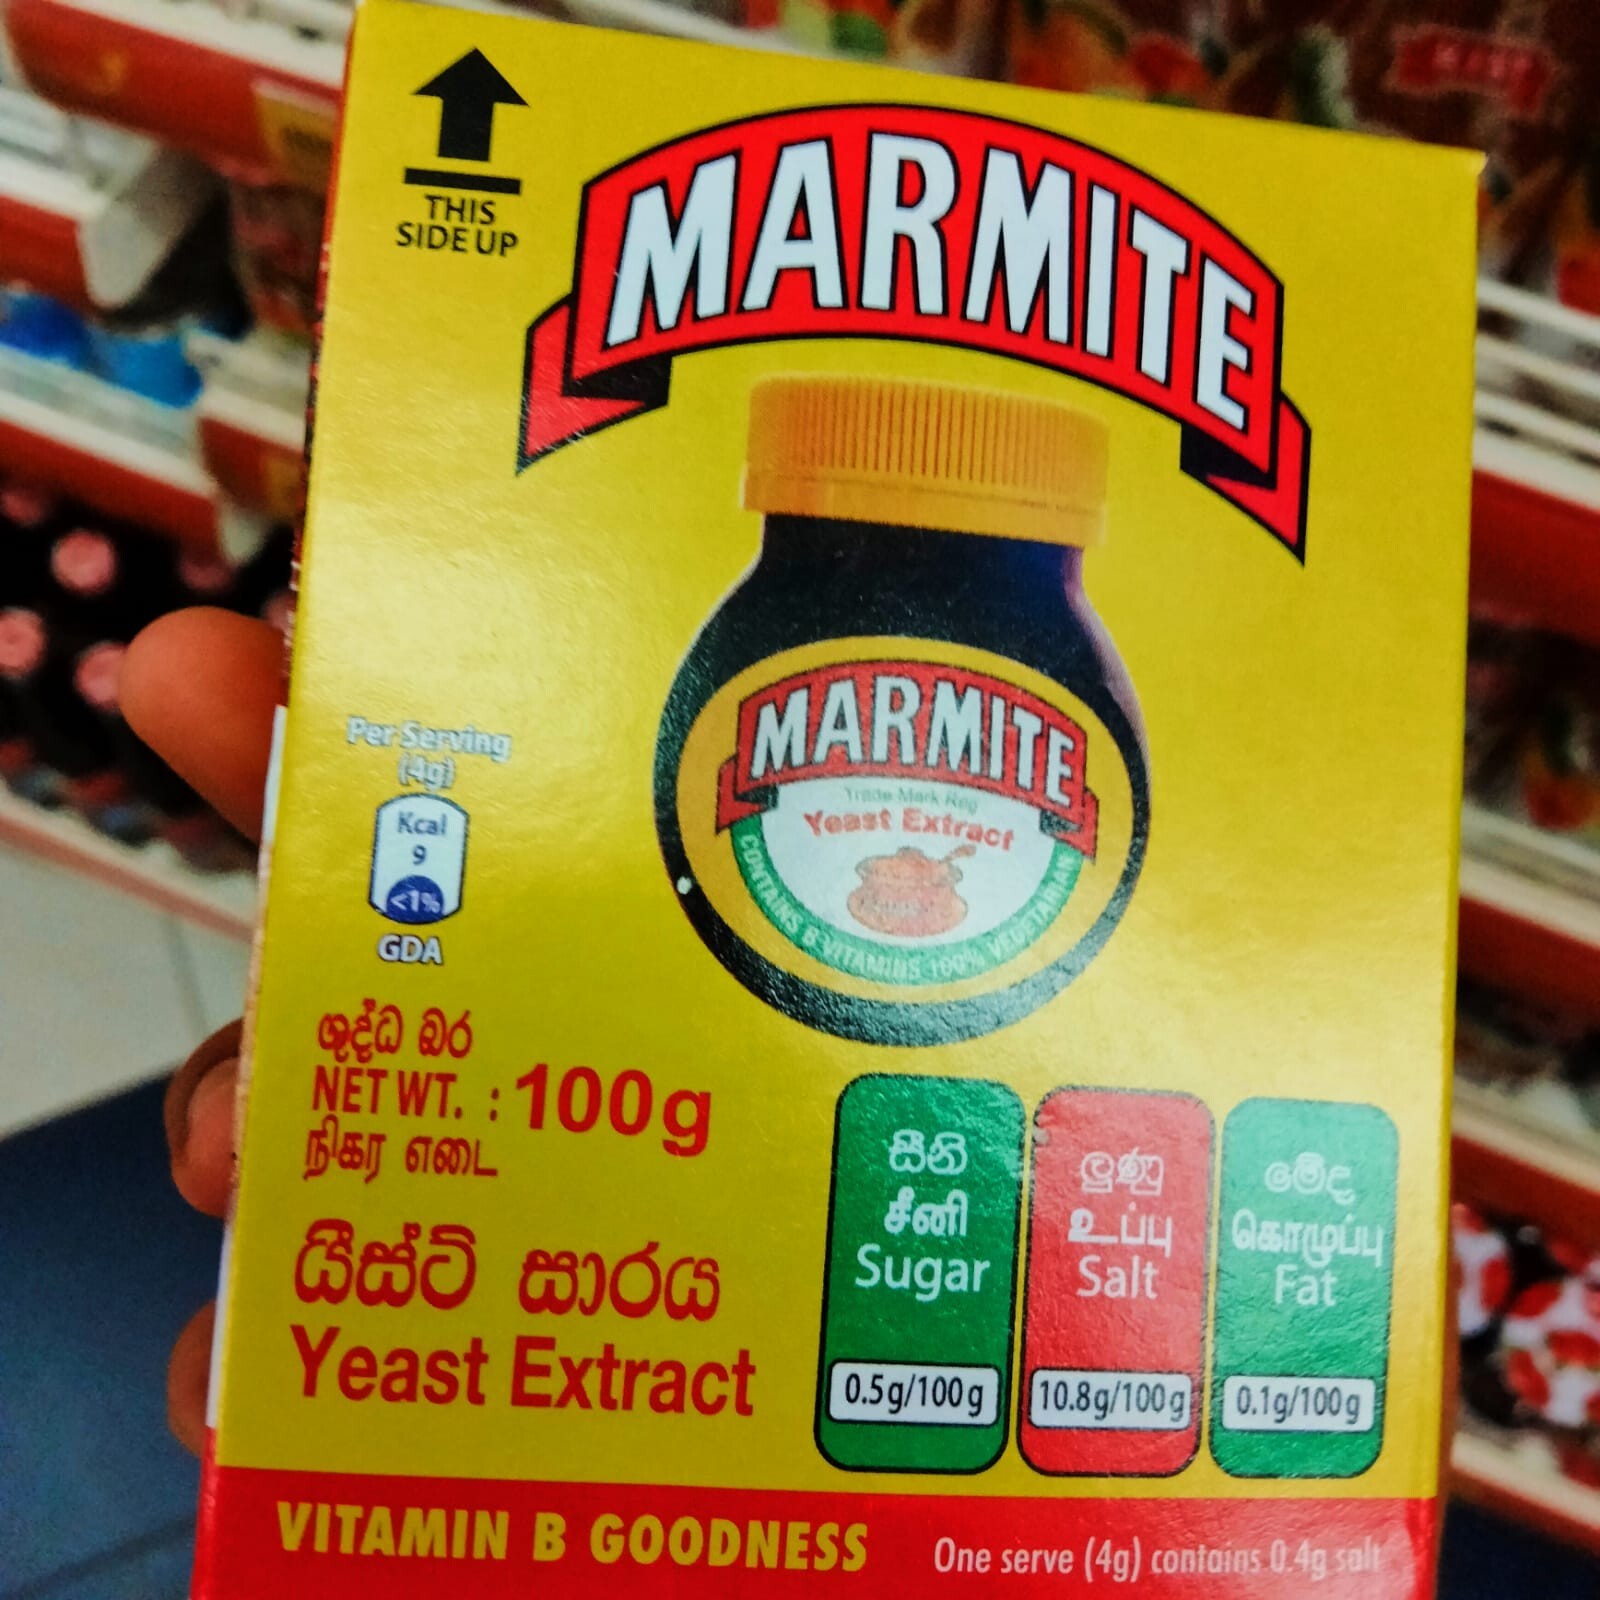 THIS
SIDE UP
MARMITE
MARMITE
Trade Mark Reg
Yeast Extract
CONTAINS B VITAMINS 100% VEGETARIAN
Per Serving
(4g)
Kcal
9
<1%
GDA
ශුද්ධ බර
NET WT. : 100g
நிகர எடை
යීස්ට් සාරය
Yeast Extract
සීනි
சீனி
Sugar
0.5g/100g
ලුණු
உப்பு
Salt
10.8g/100g
මේද
கொழுப்பு
Fat
0.1g/100g
VITAMIN B GOODNESS
One serve (4g) contains 0.4g salt